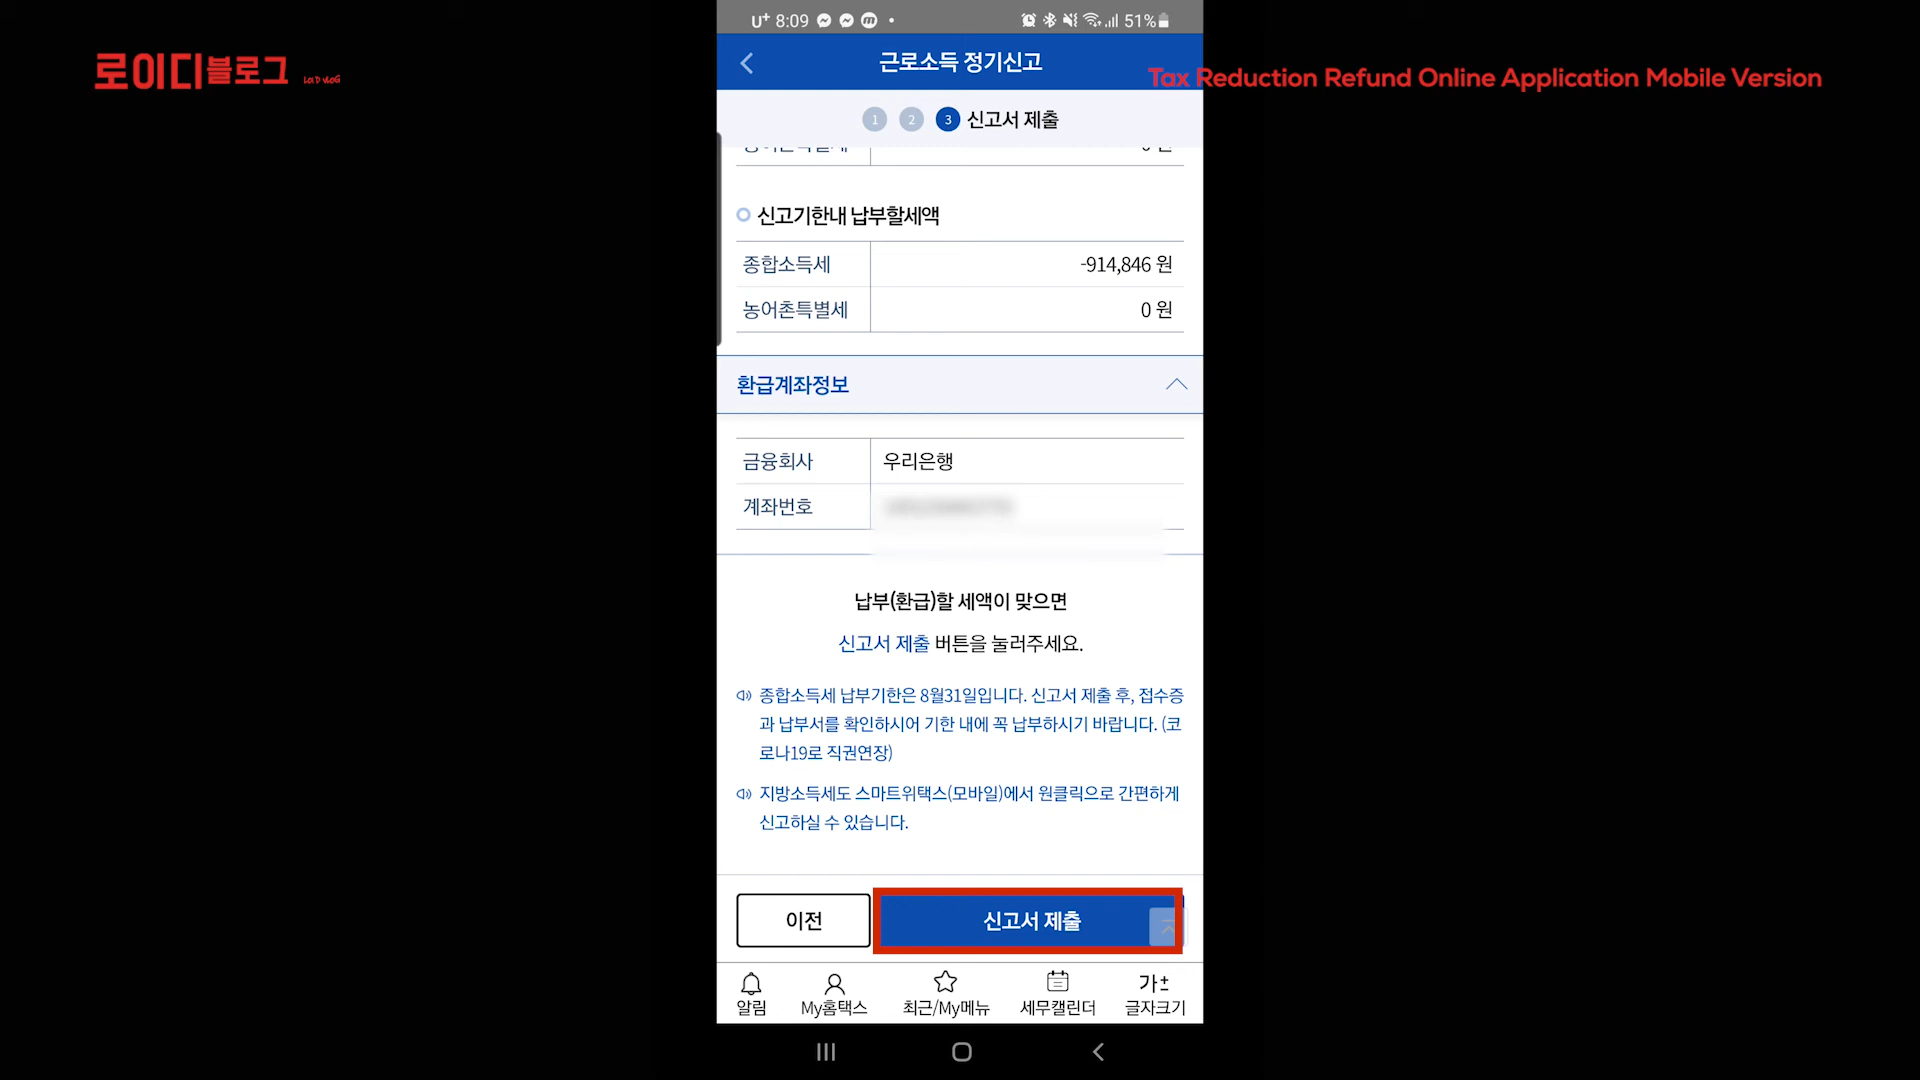 로이디블로그 LOI'D VLOG
Tax Reduction Refund Online Application Mobile Version
U⁺ 8:09 51%
근로소득 정기신고
1 2 3 신고서 제출
농어촌특별세 0 원
신고기한내 납부할세액
종합소득세 -914,846 원
농어촌특별세 0 원
환급계좌정보
금융회사 우리은행
계좌번호
납부(환급)할 세액이 맞으면
신고서 제출 버튼을 눌러주세요.
종합소득세 납부기한은 8월31일입니다. 신고서 제출 후, 접수증
과 납부서를 확인하시어 기한 내에 꼭 납부하시기 바랍니다. (코
로나19로 직권연장)
지방소득세도 스마트위택스(모바일)에서 원클릭으로 간편하게
신고하실 수 있습니다.
이전 신고서 제출
알림 My홈택스 최근/My메뉴 세무캘린더 가± 글자크기